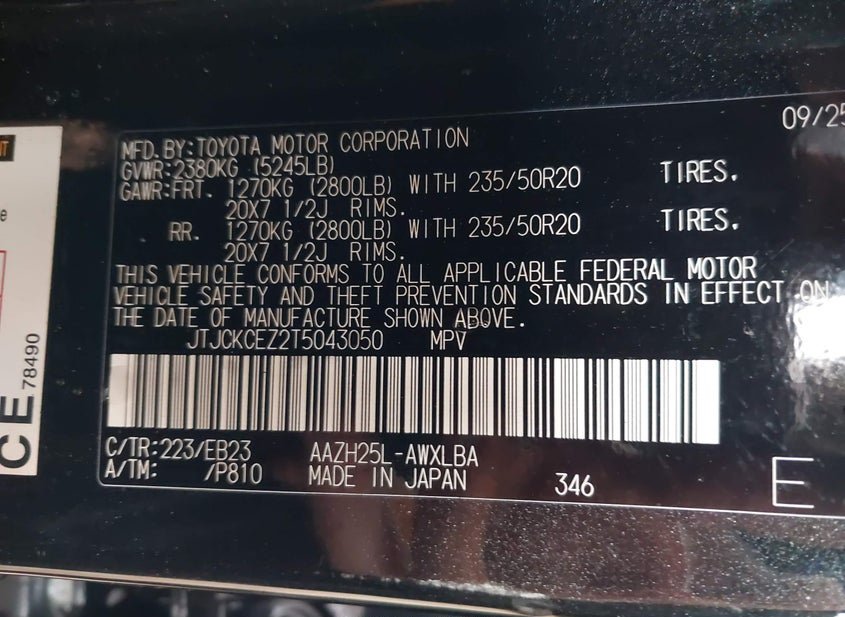 09/25
MFD.BY:TOYOTA MOTOR CORPORATION
GVWR:2380KG (5245LB)
GAWR:FRT. 1270KG (2800LB) WITH 235/50R20 TIRES.
20X7 1/2J RIMS.
RR. 1270KG (2800LB) WITH 235/50R20 TIRES.
20X7 1/2J RIMS.
THIS VEHICLE CONFORMS TO ALL APPLICABLE FEDERAL MOTOR
VEHICLE SAFETY AND THEFT PREVENTION STANDARDS IN EFFECT ON
THE DATE OF MANUFACTURE SHOWN ABOVE.
JTJCKCEZ2T5043050 MPV
C/TR:223/EB23 AAZH25L-AWXLBA
A/TM: /P810 MADE IN JAPAN 346 E
CE 78490